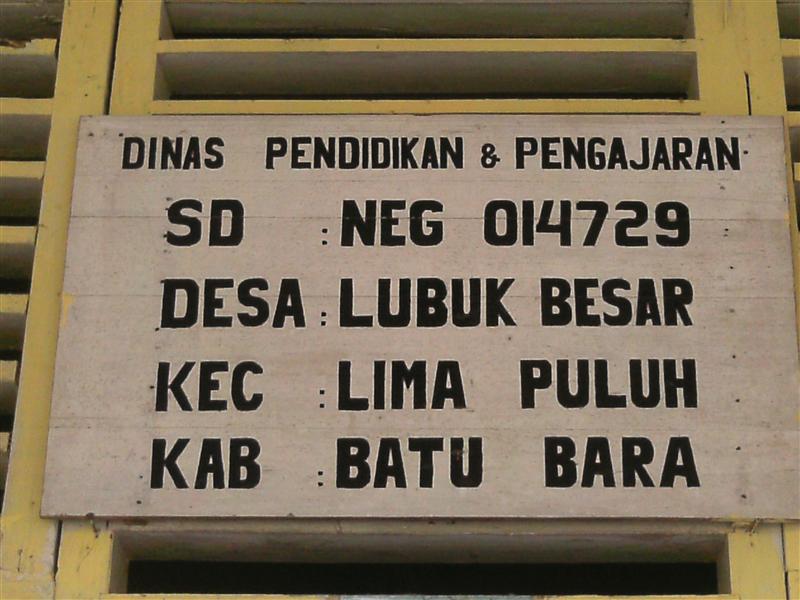 DINAS PENDIDIKAN & PENGAJARAN
SD : NEG 014729
DESA : LUBUK BESAR
KEC : LIMA PULUH
KAB : BATU BARA